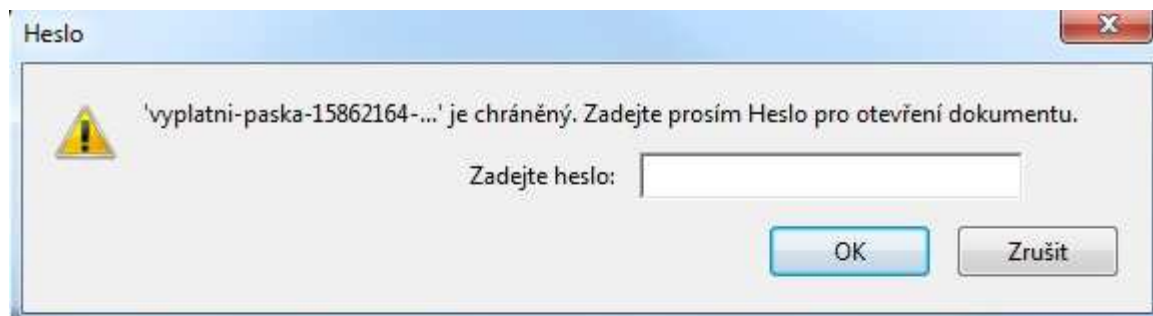 Heslo
'vyplatni-paska-15862164-...' je chráněný. Zadejte prosím Heslo pro otevření dokumentu.
Zadejte heslo:
OK Zrušit